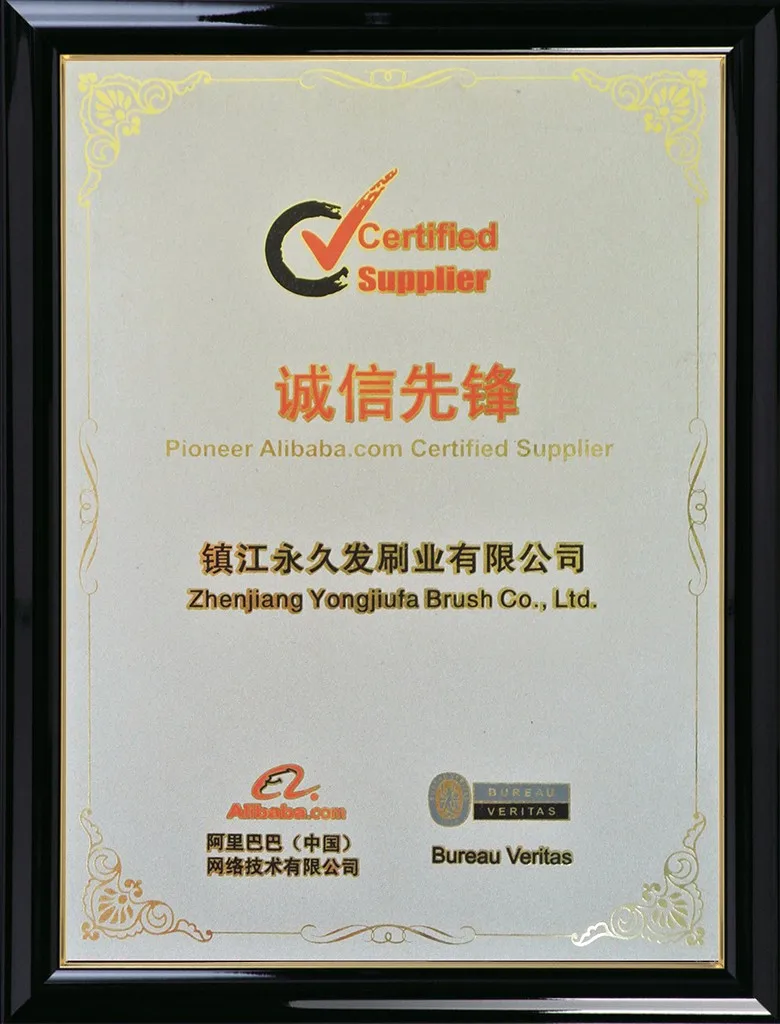 Certified
Supplier
诚信先锋
Pioneer Alibaba.com Certified Supplier
镇江永久发刷业有限公司
Zhenjiang Yongjiufa Brush Co., Ltd.
Alibaba.com
阿里巴巴（中国）
网络技术有限公司
BUREAU
VERITAS
Bureau Veritas